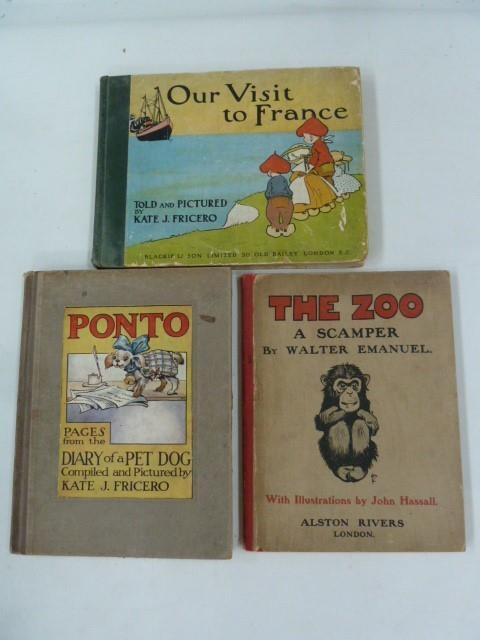 Our Visit
to France
TOLD AND PICTURED
BY
KATE J. FRICERO
BLACKIE & SON LIMITED 50 OLD BAILEY LONDON E.C.
PONTO
PAGES
from the
DIARY of a PET DOG
Compiled and Pictured by
KATE J. FRICERO
THE ZOO
A SCAMPER
BY WALTER EMANUEL.
With Illustrations by John Hassall.
ALSTON RIVERS
LONDON.